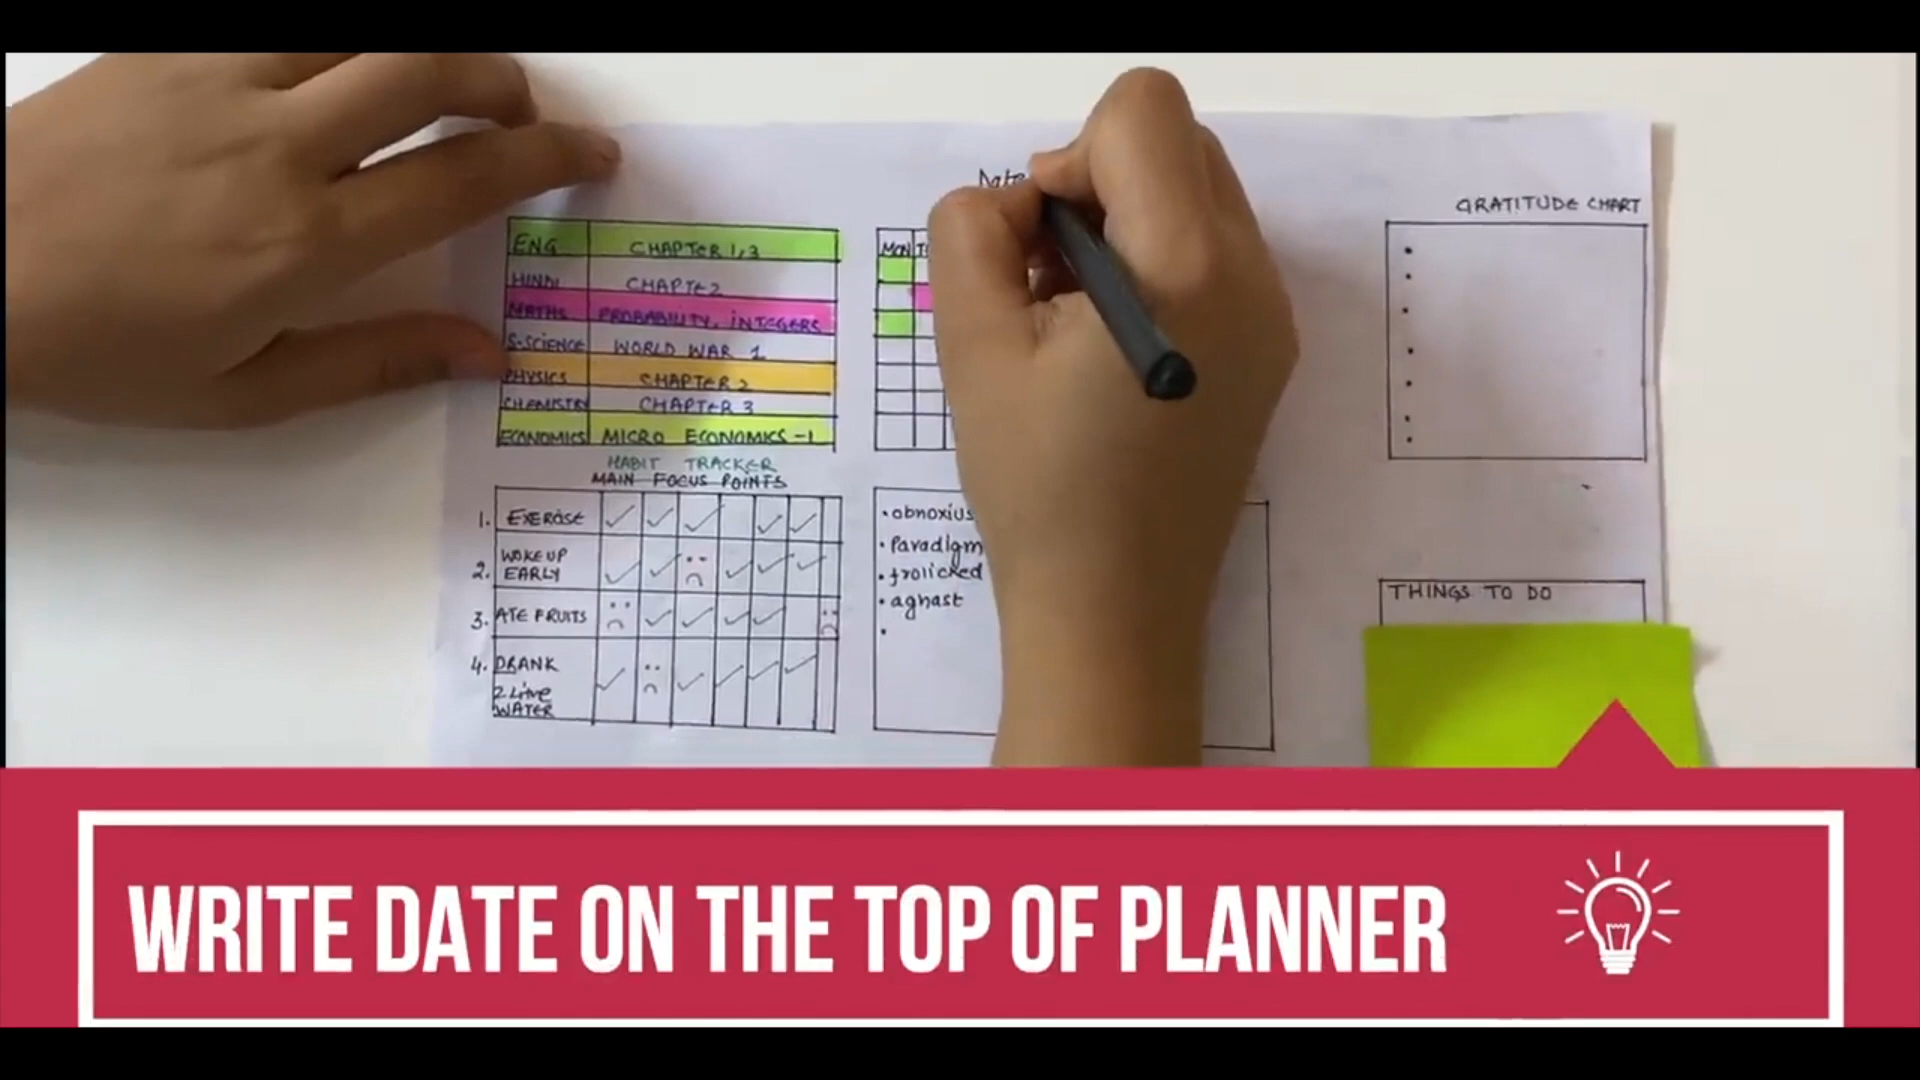 Date
GRATITUDE CHART
ENG CHAPTER 1,3
HINDI CHAPTE2
MATHS PROBABILITY, INTEGERS
S-SCIENCE WORLD WAR 1
PHYSICS CHAPTER 2
CHEMISTRY CHAPTER 3
ECONOMICS MICRO ECONOMICS -1
MON
HABIT TRACKER
MAIN FOCUS POINTS
1. EXERCISE
2. WOKE UP
EARLY
3. ATE FRUITS
4. DRANK
2 Litre
WATER
• obnoxius
• Paradigm
• frolicked
• aghast
•
THINGS TO DO
WRITE DATE ON THE TOP OF PLANNER